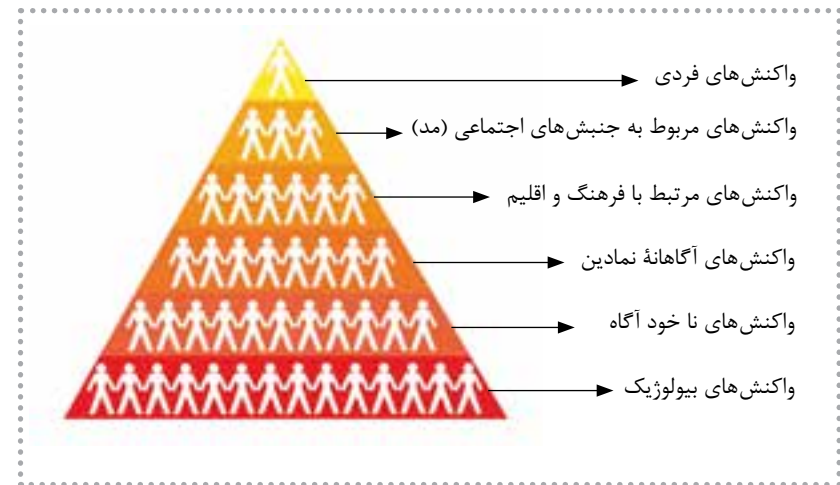 واکنش‌های فردی
واکنش‌های مربوط به جنبش‌های اجتماعی (مد)
واکنش‌های مرتبط با فرهنگ و اقلیم
واکنش‌های آگاهانهٔ نمادین
واکنش‌های نا خود آگاه
واکنش‌های بیولوژیک